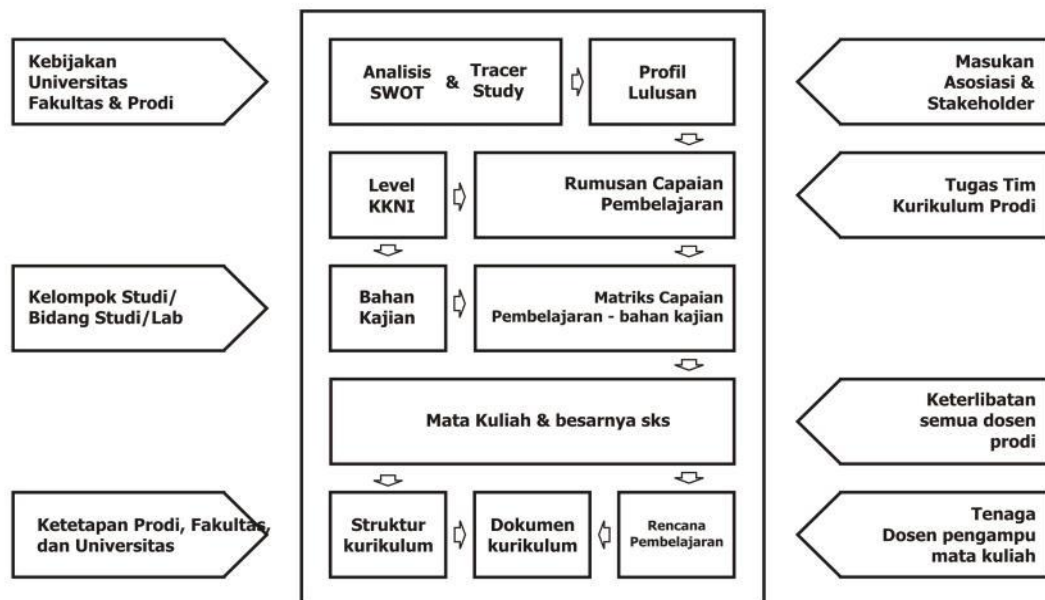 Kebijakan
Universitas
Fakultas & Prodi
Analisis
SWOT
&
Tracer
Study
Profil
Lulusan
Masukan
Asosiasi &
Stakeholder
Level
KKNI
Rumusan Capaian
Pembelajaran
Tugas Tim
Kurikulum Prodi
Kelompok Studi/
Bidang Studi/Lab
Bahan
Kajian
Matriks Capaian
Pembelajaran - bahan kajian
Mata Kuliah & besarnya sks
Keterlibatan
semua dosen
prodi
Ketetapan Prodi, Fakultas,
dan Universitas
Struktur
kurikulum
Dokumen
kurikulum
Rencana
Pembelajaran
Tenaga
Dosen pengampu
mata kuliah